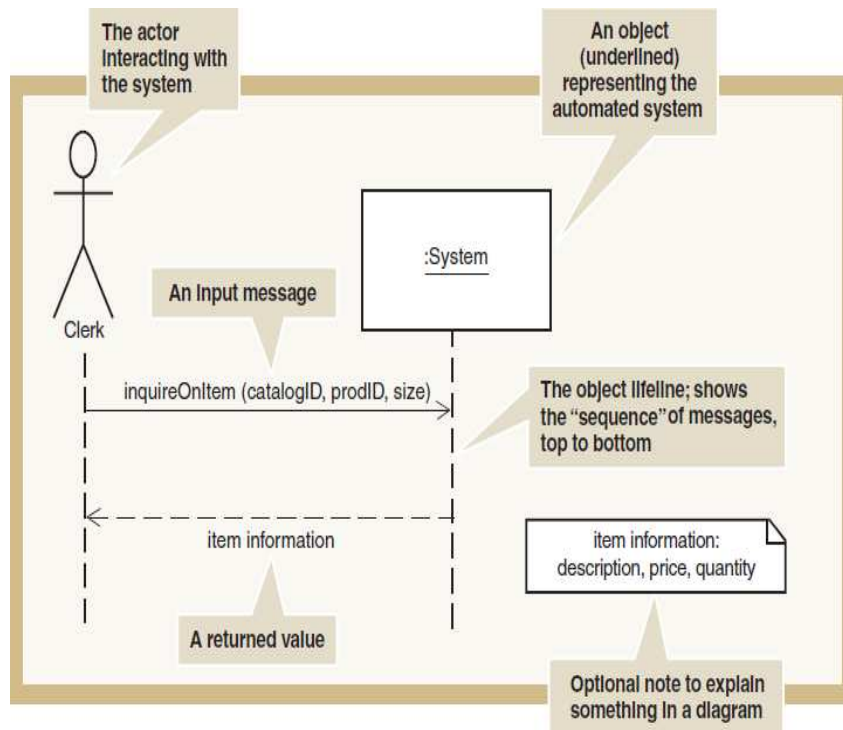 The actor
interacting with
the system
An object
(underlined)
representing the
automated system
:System
An input message
Clerk
inquireOnItem (catalogID, prodID, size)
The object lifeline; shows
the “sequence” of messages,
top to bottom
item information
item information:
description, price, quantity
A returned value
Optional note to explain
something in a diagram